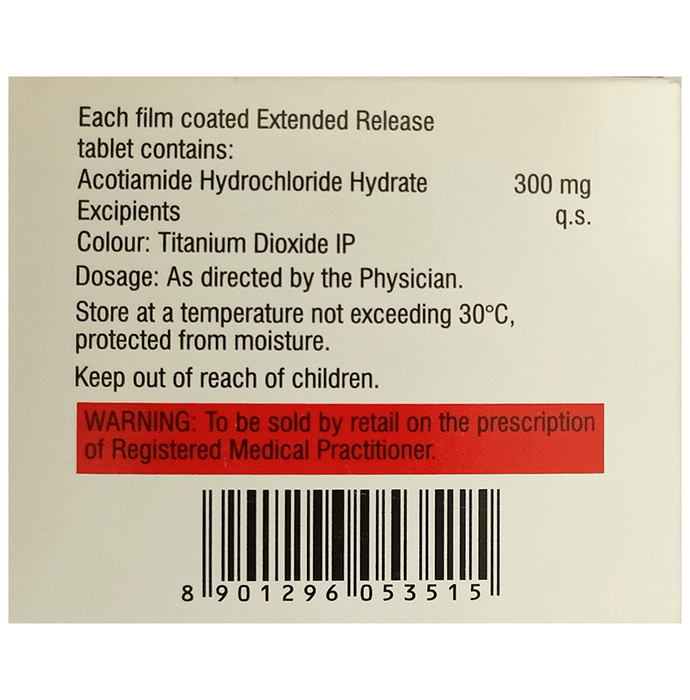 Each film coated Extended Release
tablet contains:
Acotiamide Hydrochloride Hydrate 300 mg
Excipients q.s.
Colour: Titanium Dioxide IP
Dosage: As directed by the Physician.
Store at a temperature not exceeding 30°C,
protected from moisture.
Keep out of reach of children.
WARNING: To be sold by retail on the prescription
of Registered Medical Practitioner.
8 901296 053515